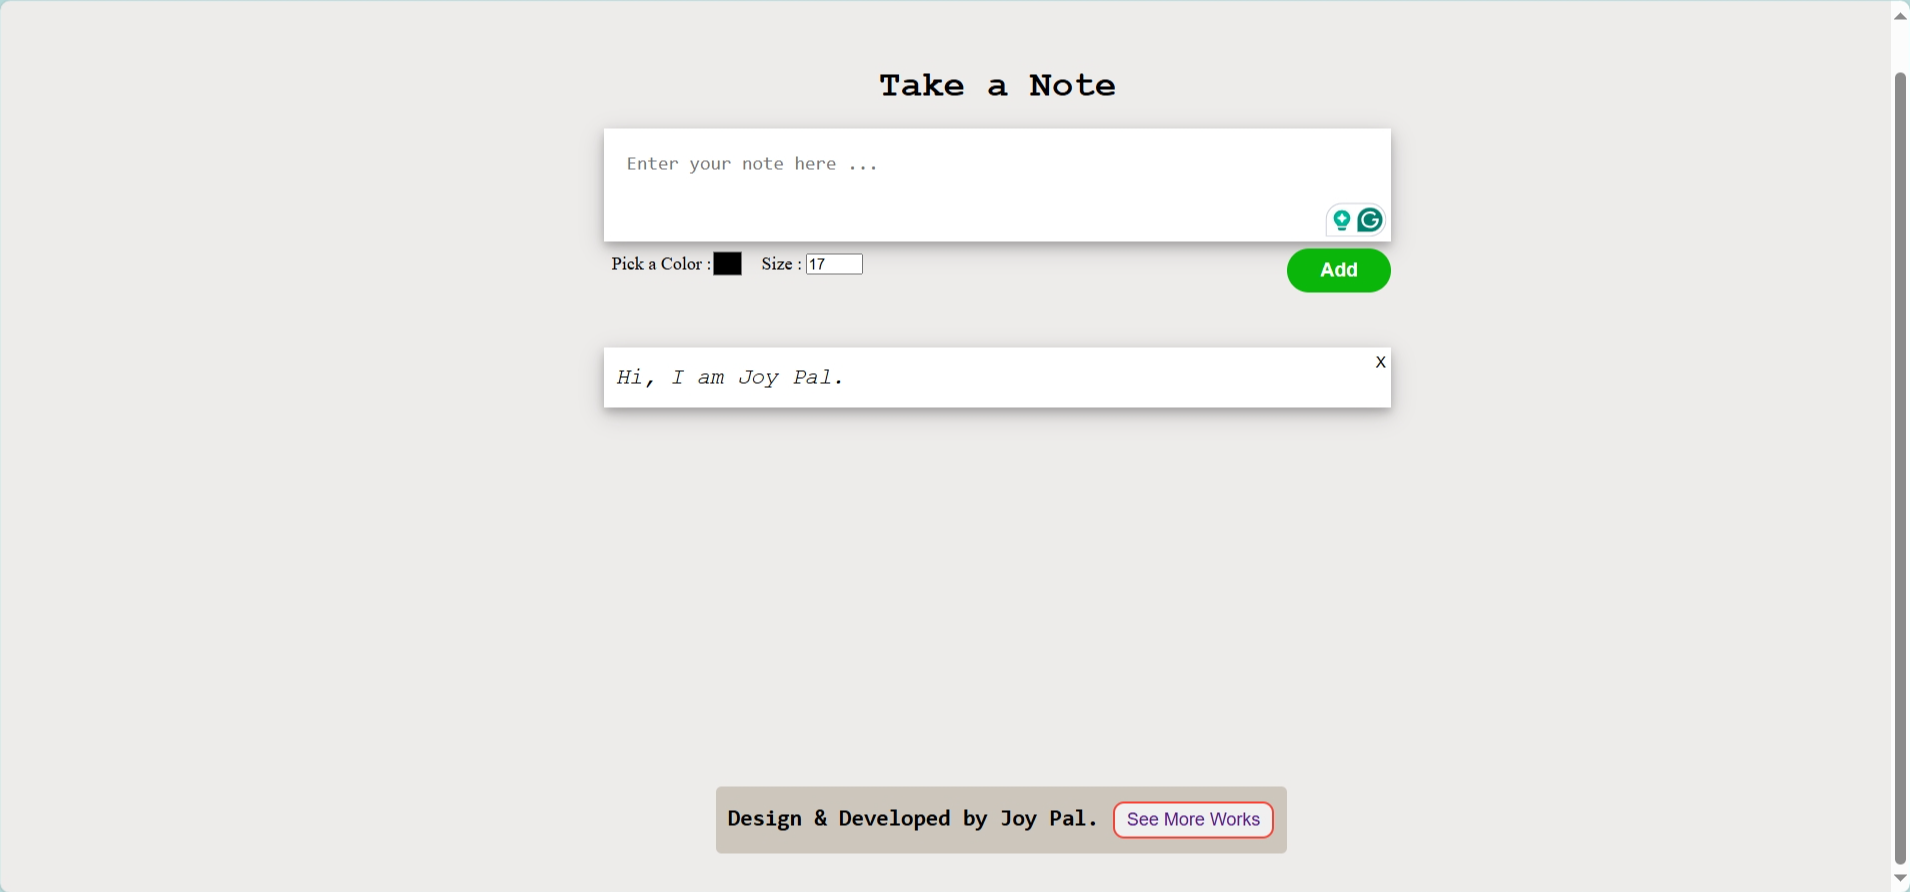 Take a Note
Enter your note here ...
Pick a Color : Size : 17
Add
Hi, I am Joy Pal.
X
Design & Developed by Joy Pal. See More Works